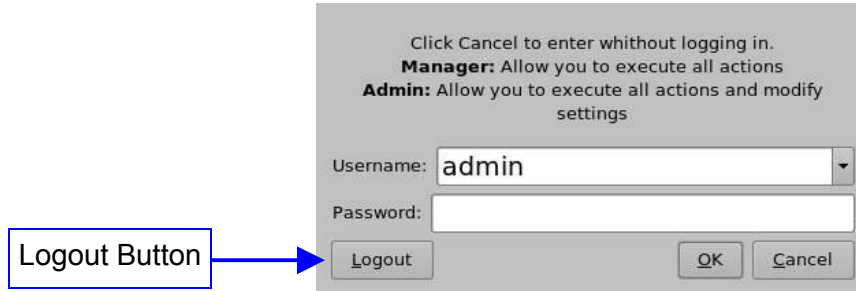 Click Cancel to enter whithout logging in.
Manager: Allow you to execute all actions
Admin: Allow you to execute all actions and modify
settings
Username: admin
Password:
Logout Button
Logout OK Cancel